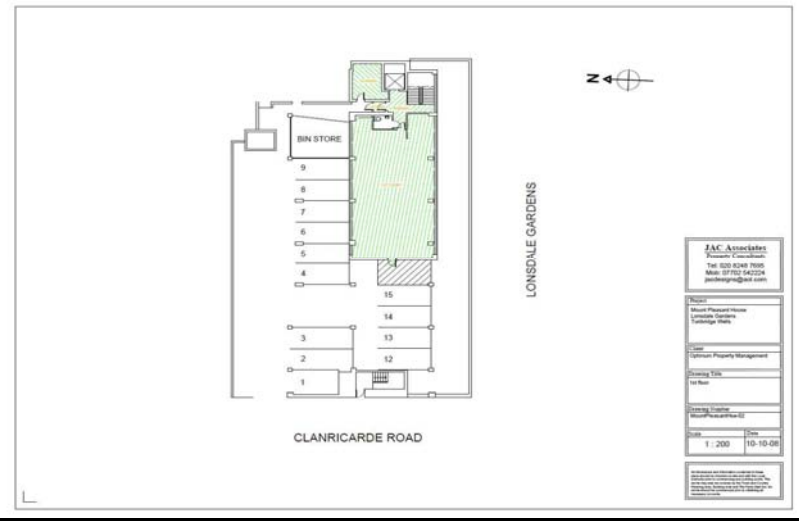 N
BIN STORE
9
8
7
6
5
4
15
14
13
12
3
2
1
LONSDALE GARDENS
CLANRICARDE ROAD
JAC Associates
Property Consultants
Tel: 020 8248 7695
Mob: 07702 542224
jacdesigns@aol.com
Project
Mount Pleasant House
Lonsdale Gardens
Tunbridge Wells
Client
Optimum Property Management
Drawing Title
1st floor
Drawing Number
MountPleasantHse-02
Scale
Date
1 : 200
10-10-08